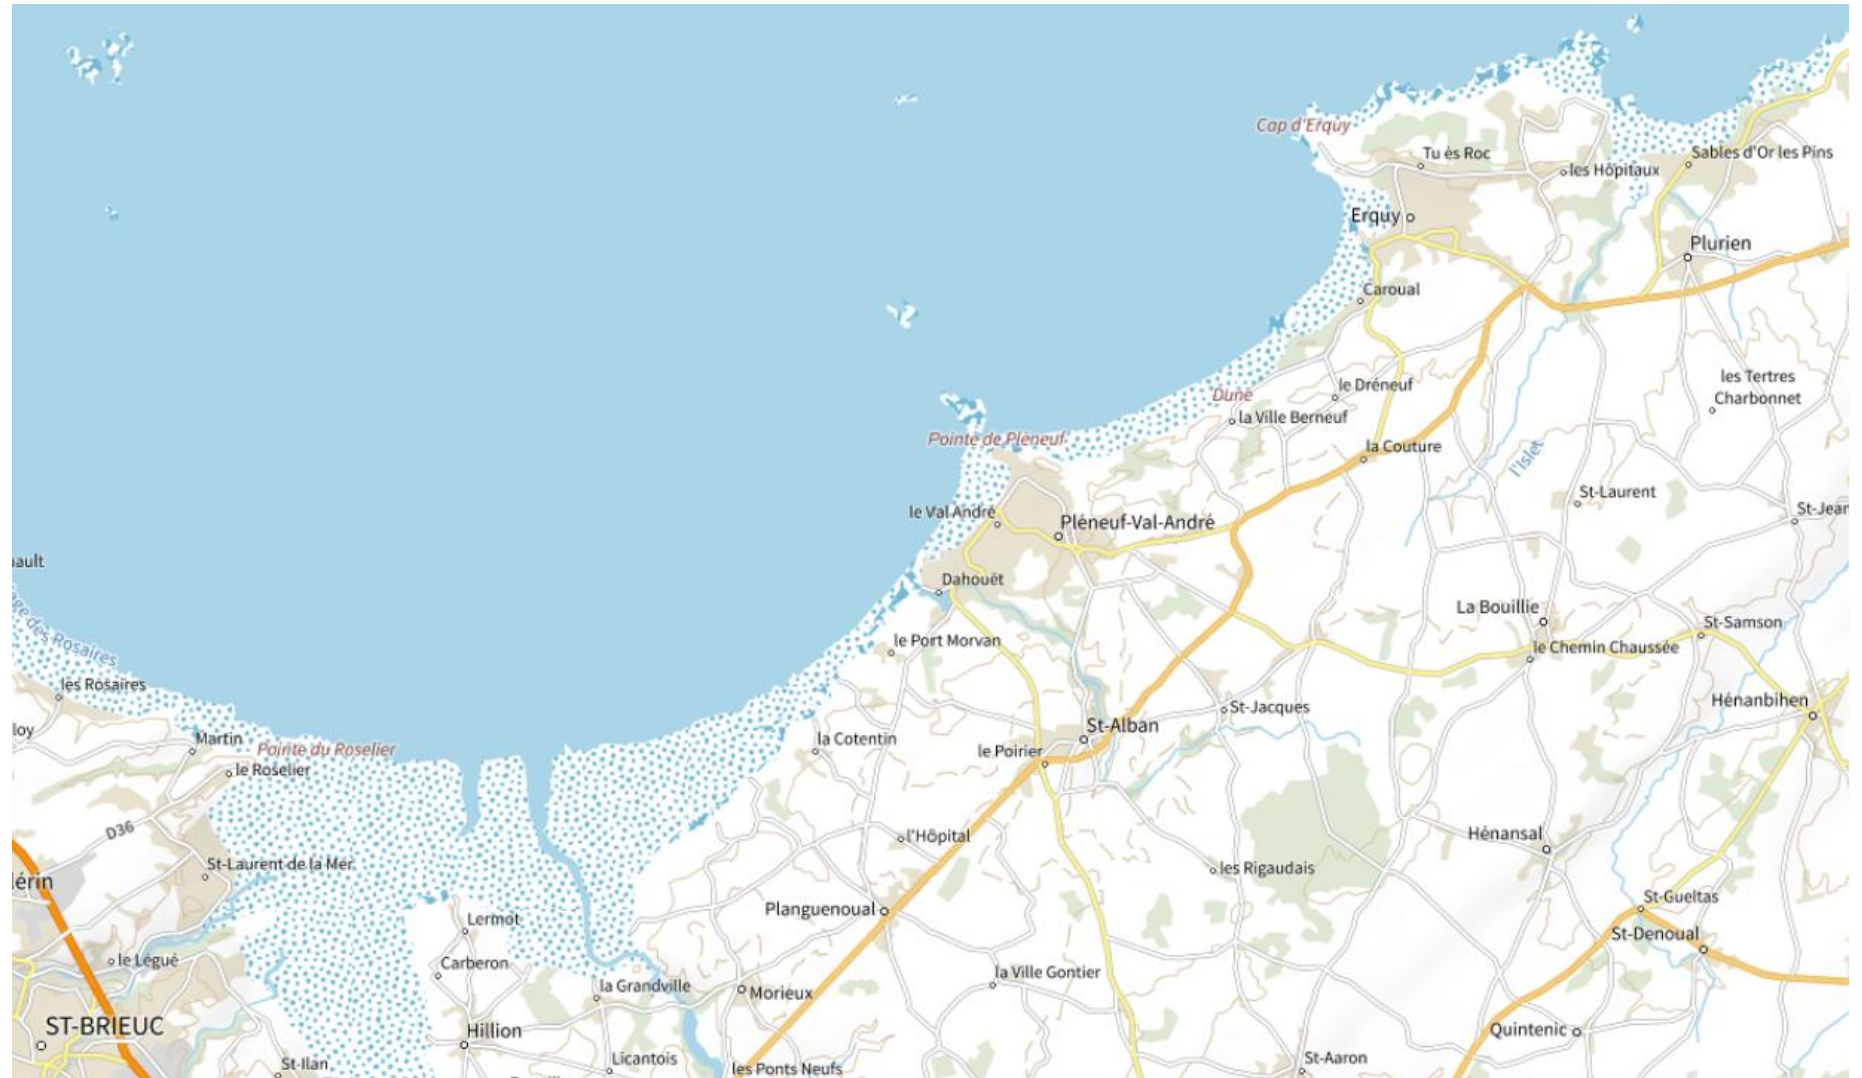 Cap d'Erquy
Tu ès Roc
les Hôpitaux
Sables d'Or les Pins
Erquy
Plurien
Caroual
le Dréneuf
les Tertres
Charbonnet
Dune
la Ville Berneuf
Pointe de Pléneuf
la Couture
l'Islet
St-Laurent
le Val André
Pléneuf-Val-André
St-Jean
ault
Dahouët
La Bouillie
St-Samson
age des Rosaires
le Port Morvan
le Chemin Chaussée
les Rosaires
Hénanbihen
St-Jacques
loy
Martin
Pointe du Roselier
la Cotentin
St-Alban
le Poirier
le Roselier
D36
l'Hôpital
Hénansal
St-Laurent de la Mer
lérin
les Rigaudais
St-Gueltas
Planguenoual
Lermot
St-Denoual
le Légué
Carberon
la Ville Gontier
la Grandville
Morieux
ST-BRIEUC
Hillion
Quintenic
St-Ilan
Licantois
les Ponts Neufs
St-Aaron